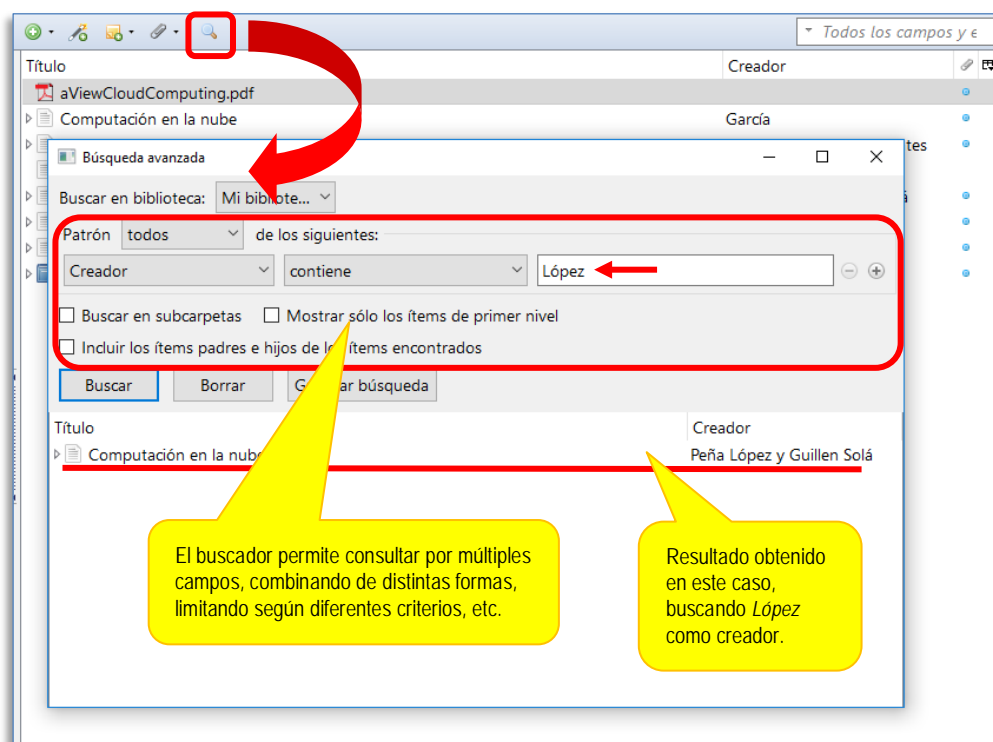 Todos los campos y e
Título Creador
aViewCloudComputing.pdf
Computación en la nube García
tes
Búsqueda avanzada
Buscar en biblioteca: Mi bibliote...
Patrón todos de los siguientes:
Creador contiene López
Buscar en subcarpetas Mostrar sólo los ítems de primer nivel
Incluir los ítems padres e hijos de los ítems encontrados
Buscar Borrar búsqueda
Título Creador
Computación en la nube Peña López y Guillen Solá
El buscador permite consultar por múltiples
campos, combinando de distintas formas,
limitando según diferentes criterios, etc.
Resultado obtenido
en este caso,
buscando López
como creador.